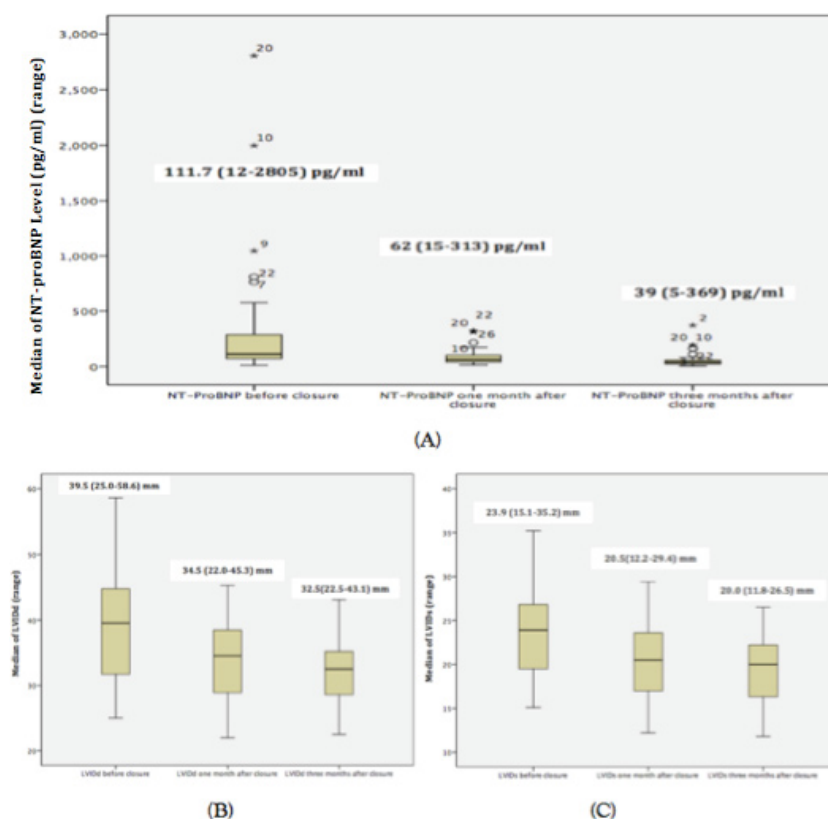 Median of NT-proBNP Level (pg/ml) (range)
3,000
2,500
2,000
1,500
1,000
500
0
20
10
111.7 (12-2805) pg/ml
9
22
7
62 (15-313) pg/ml
20
22
26
39 (5-369) pg/ml
2
20
10
NT-ProBNP before closure
NT-ProBNP one month after
closure
NT-ProBNP three months after
closure
(A)
Median of LVIDd (range)
60
50
40
30
20
39.5 (25.0-58.6) mm
34.5 (22.0-45.3) mm
32.5(22.5-43.1) mm
LVIDd before closure
LVIDd one month after closure
LVIDd three months after closure
(B)
Median of LVIDs (range)
40
35
30
25
20
15
10
23.9 (15.1-35.2) mm
20.5(12.2-29.4) mm
20.0 (11.8-26.5) mm
LVIDs before closure
LVIDs one month after closure
LVIDs three months after closure
(C)